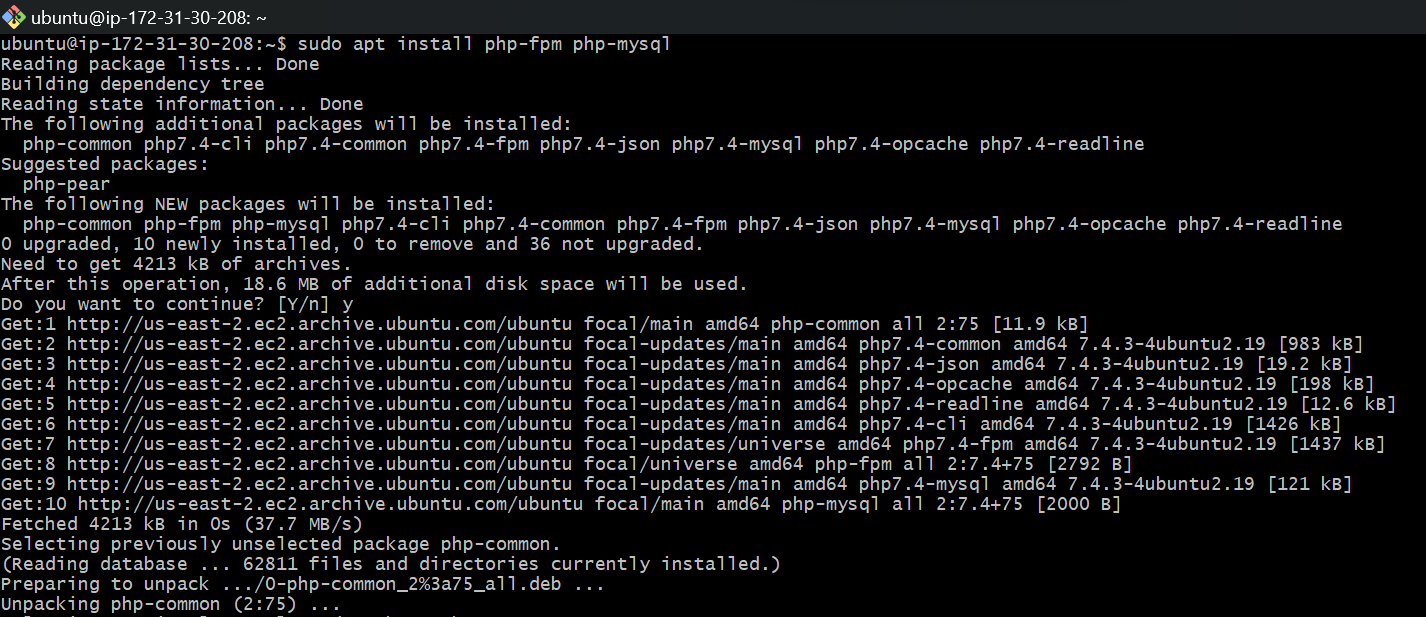 ubuntu@ip-172-31-30-208: ~
ubuntu@ip-172-31-30-208:~$ sudo apt install php-fpm php-mysql
Reading package lists... Done
Building dependency tree
Reading state information... Done
The following additional packages will be installed:
  php-common php7.4-cli php7.4-common php7.4-fpm php7.4-json php7.4-mysql php7.4-opcache php7.4-readline
Suggested packages:
  php-pear
The following NEW packages will be installed:
  php-common php-fpm php-mysql php7.4-cli php7.4-common php7.4-fpm php7.4-json php7.4-mysql php7.4-opcache php7.4-readline
0 upgraded, 10 newly installed, 0 to remove and 36 not upgraded.
Need to get 4213 kB of archives.
After this operation, 18.6 MB of additional disk space will be used.
Do you want to continue? [Y/n] y
Get:1 http://us-east-2.ec2.archive.ubuntu.com/ubuntu focal/main amd64 php-common all 2:75 [11.9 kB]
Get:2 http://us-east-2.ec2.archive.ubuntu.com/ubuntu focal-updates/main amd64 php7.4-common amd64 7.4.3-4ubuntu2.19 [983 kB]
Get:3 http://us-east-2.ec2.archive.ubuntu.com/ubuntu focal-updates/main amd64 php7.4-json amd64 7.4.3-4ubuntu2.19 [19.2 kB]
Get:4 http://us-east-2.ec2.archive.ubuntu.com/ubuntu focal-updates/main amd64 php7.4-opcache amd64 7.4.3-4ubuntu2.19 [198 kB]
Get:5 http://us-east-2.ec2.archive.ubuntu.com/ubuntu focal-updates/main amd64 php7.4-readline amd64 7.4.3-4ubuntu2.19 [12.6 kB]
Get:6 http://us-east-2.ec2.archive.ubuntu.com/ubuntu focal-updates/main amd64 php7.4-cli amd64 7.4.3-4ubuntu2.19 [1426 kB]
Get:7 http://us-east-2.ec2.archive.ubuntu.com/ubuntu focal-updates/universe amd64 php7.4-fpm amd64 7.4.3-4ubuntu2.19 [1437 kB]
Get:8 http://us-east-2.ec2.archive.ubuntu.com/ubuntu focal/universe amd64 php-fpm all 2:7.4+75 [2792 B]
Get:9 http://us-east-2.ec2.archive.ubuntu.com/ubuntu focal-updates/main amd64 php7.4-mysql amd64 7.4.3-4ubuntu2.19 [121 kB]
Get:10 http://us-east-2.ec2.archive.ubuntu.com/ubuntu focal/main amd64 php-mysql all 2:7.4+75 [2000 B]
Fetched 4213 kB in 0s (37.7 MB/s)
Selecting previously unselected package php-common.
(Reading database ... 62811 files and directories currently installed.)
Preparing to unpack .../0-php-common_2%3a75_all.deb ...
Unpacking php-common (2:75) ...